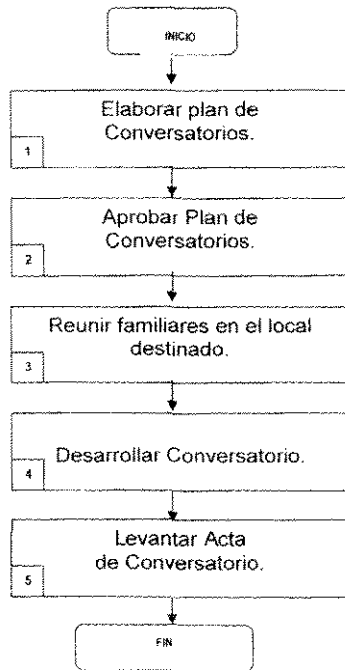 INICIO
Elaborar plan de
Conversatorios.
1
Aprobar Plan de
Conversatorios.
2
Reunir familiares en el local
destinado.
3
Desarrollar Conversatorio.
4
Levantar Acta
de Conversatorio.
5
FIN